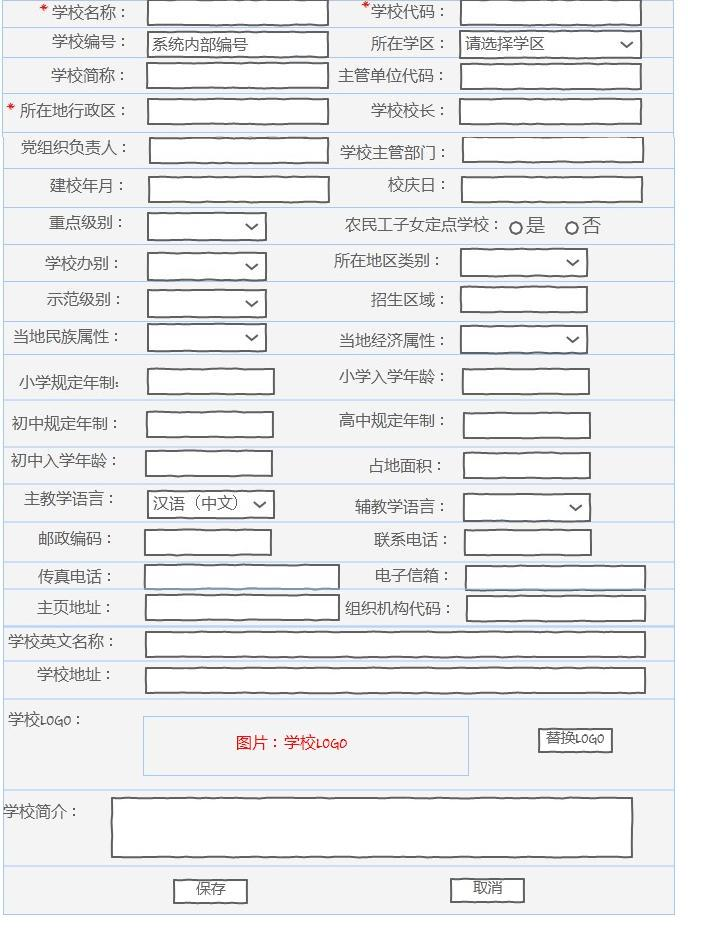 * 学校名称： * 学校代码：
学校编号： 系统内部编号 所在学区： 请选择学区
学校简称： 主管单位代码：
* 所在地行政区： 学校校长：
党组织负责人： 学校主管部门：
建校年月： 校庆日：
重点级别： 农民工子女定点学校： 是 否
学校办别： 所在地区类别：
示范级别： 招生区域：
当地民族属性： 当地经济属性：
小学规定年制： 小学入学年龄：
初中规定年制： 高中规定年制：
初中入学年龄： 占地面积：
主教学语言： 汉语（中文） 辅教学语言：
邮政编码： 联系电话：
传真电话： 电子信箱：
主页地址： 组织机构代码：
学校英文名称：
学校地址：
学校LOGO： 图片：学校LOGO 替换LOGO
学校简介：
保存 取消